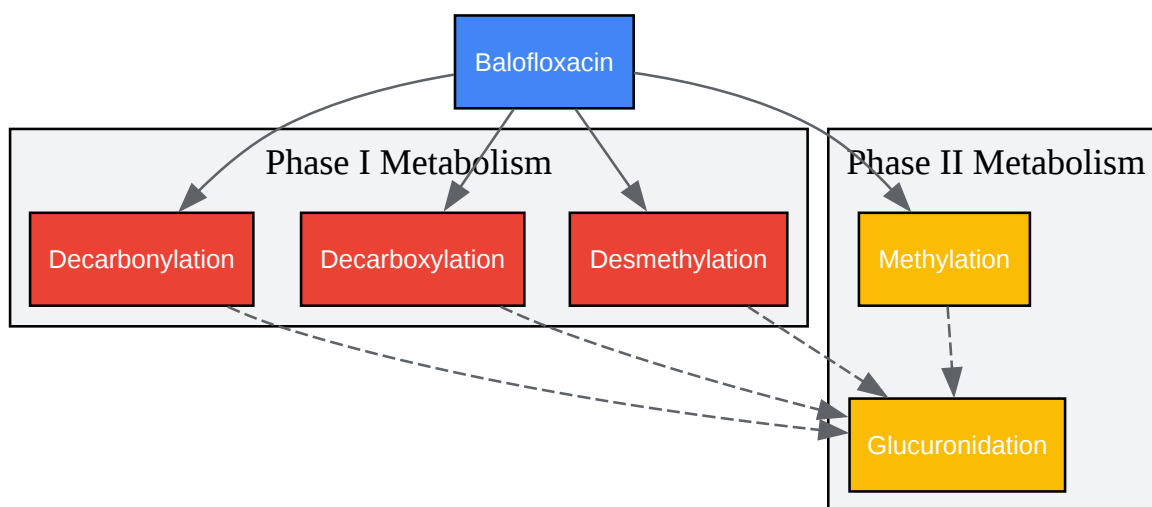 Balofloxacin
Phase I Metabolism
Phase II Metabolism
Decarbonylation
Decarboxylation
Desmethylation
Methylation
Glucuronidation